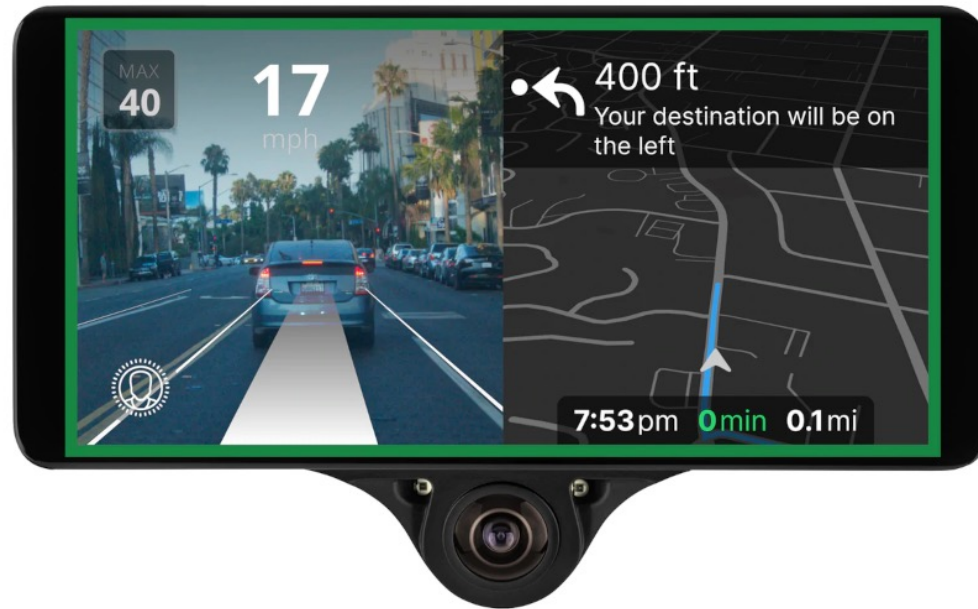 MAX
40
17
mph
400 ft
Your destination will be on
the left
7:53pm 0min 0.1mi